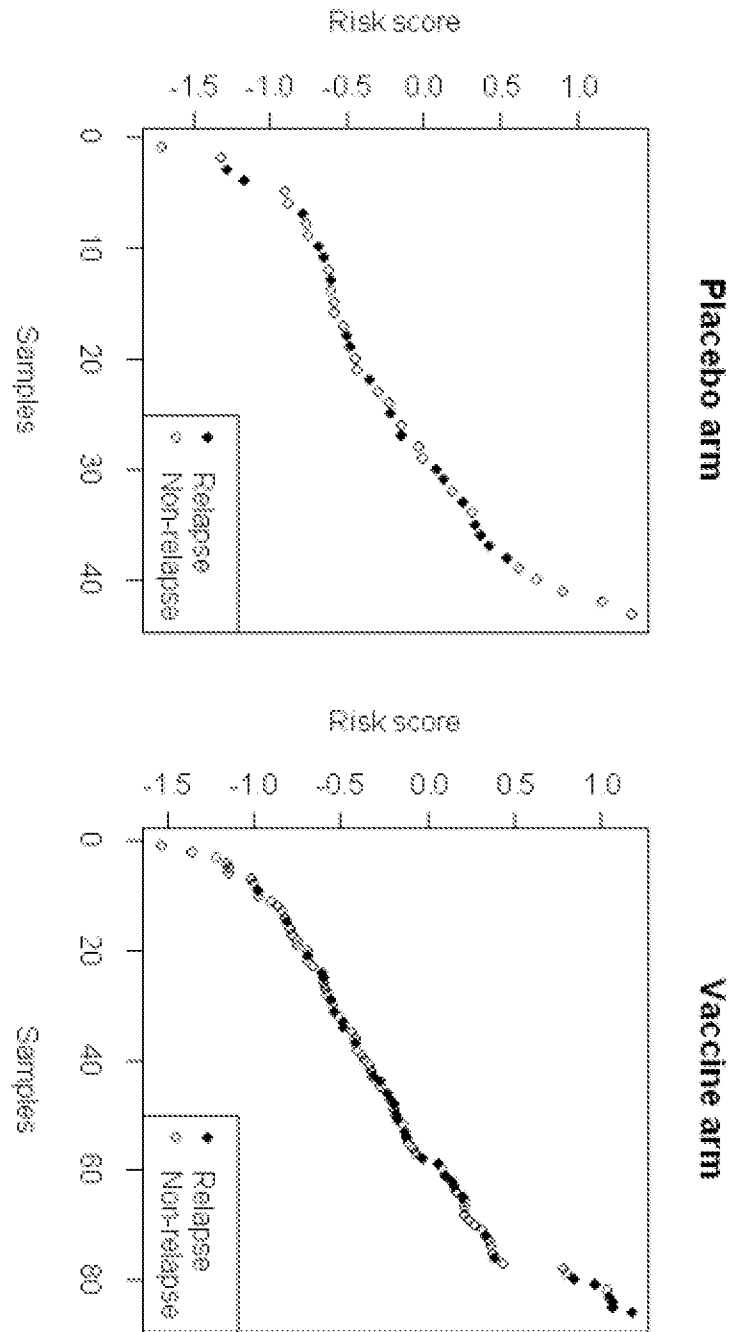 Placebo arm
Risk score
1.0
0.5
0.0
-0.5
-1.0
-1.5
0
10
20
30
40
Samples
Relapse
Non-relapse
Vaccine arm
Risk score
1.0
0.5
0.0
-0.5
-1.0
-1.5
0
20
40
60
80
Samples
Relapse
Non-relapse